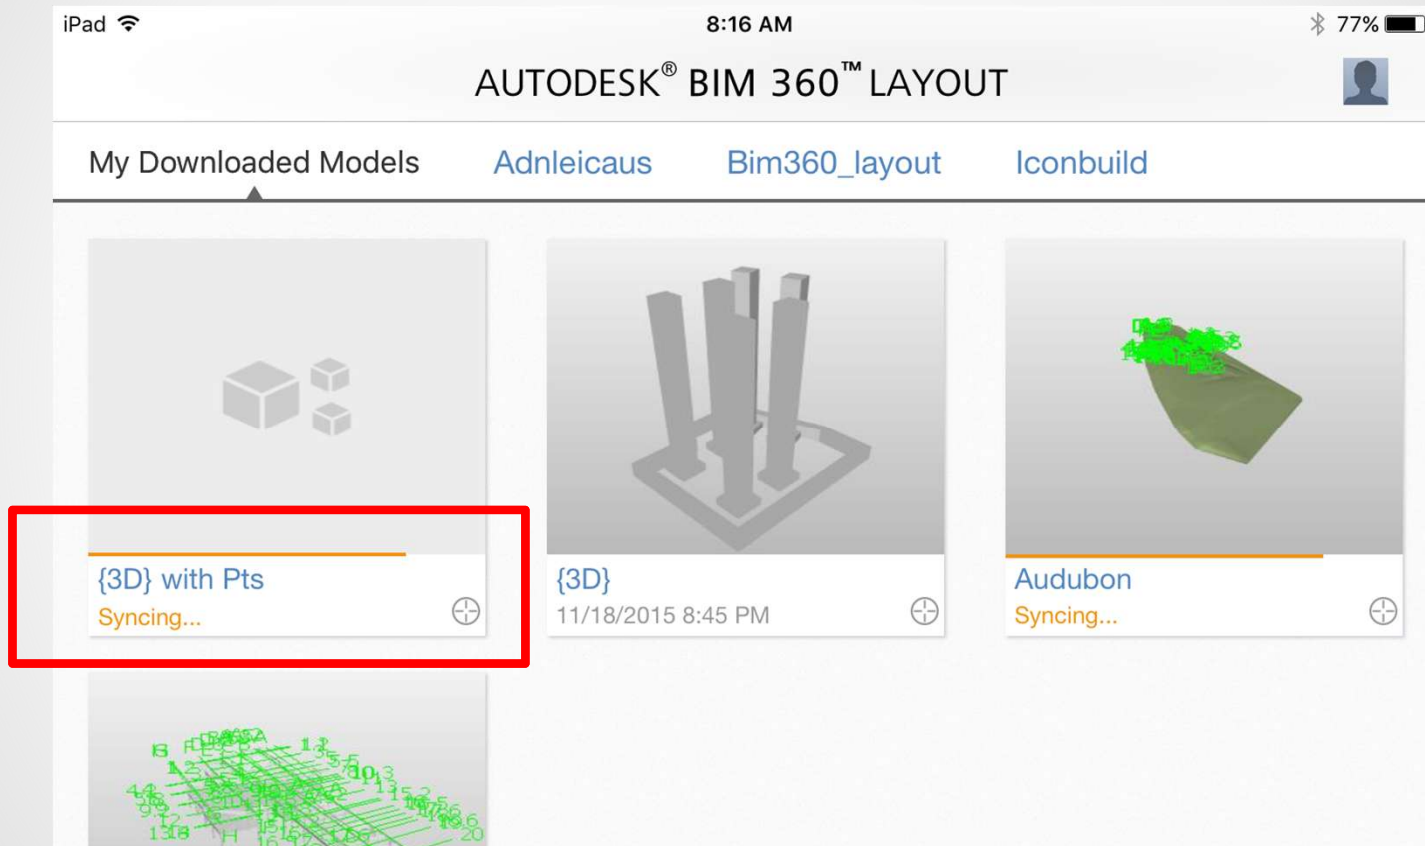 iPad 8:16 AM 77%
AUTODESK® BIM 360™ LAYOUT
My Downloaded Models Adnleicaus Bim360_layout Iconbuild
{3D} with Pts
Syncing...
{3D}
11/18/2015 8:45 PM
Audubon
Syncing...